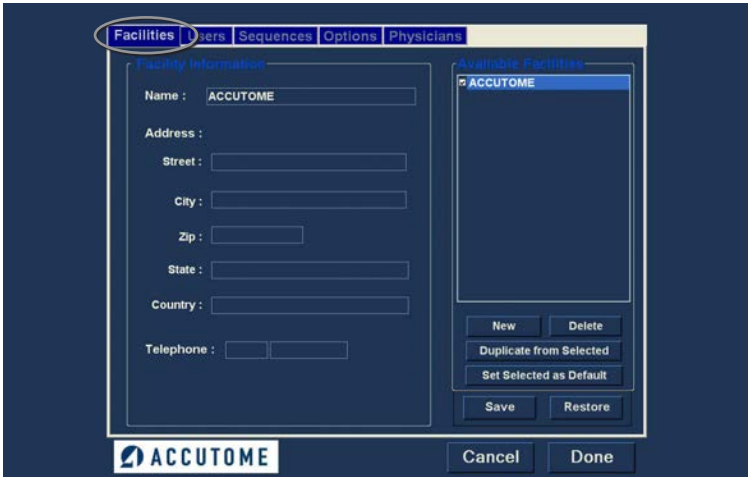 Facilities Users Sequences Options Physicians
Facility Information
Name : ACCUTOME
Address :
Street :
City :
Zip :
State :
Country :
Telephone :
Available Facilities
ACCUTOME
New Delete
Duplicate from Selected
Set Selected as Default
Save Restore
ACCUTOME
Cancel Done